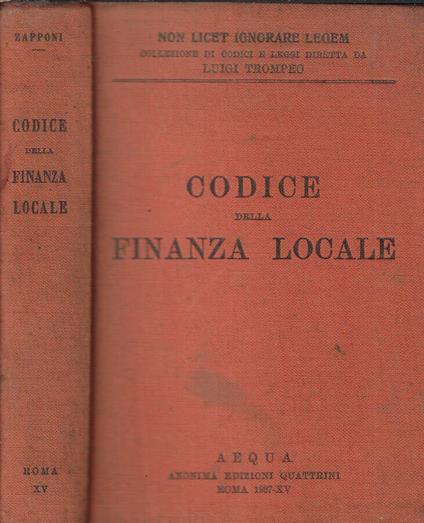 ZAPPONI
CODICE
DELLA
FINANZA
LOCALE
ROMA
XV
NON LICET IGNORARE LEGEM
COLLEZIONE DI CODICI E LEGGI DIRETTA DA
LUIGI TROMPEO
CODICE
DELLA
FINANZA LOCALE
AEQUA
ANONIMA EDIZIONI QUATTRINI
ROMA 1937-XV